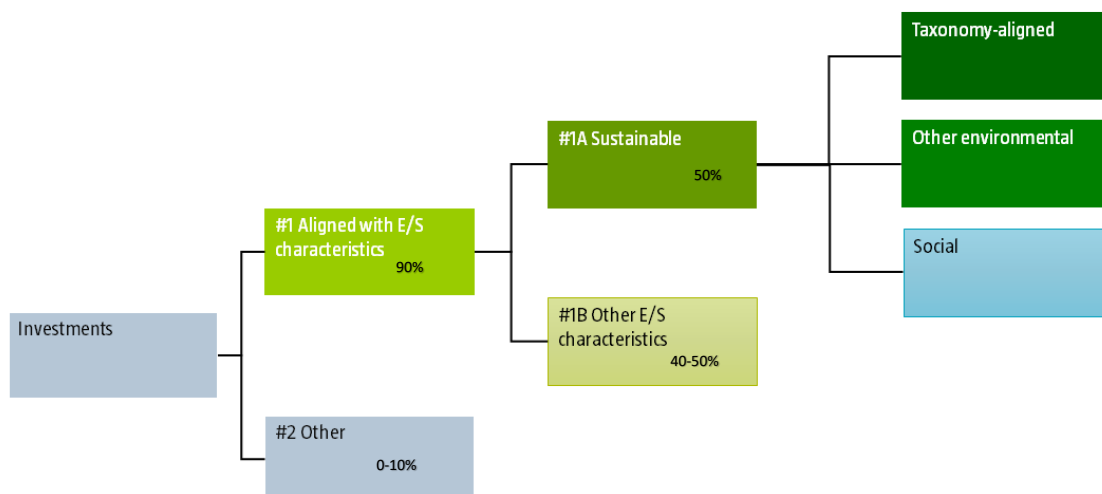 Investments
#1 Aligned with E/S
characteristics
90%
#2 Other
0-10%
#1A Sustainable
50%
#1B Other E/S
characteristics
40-50%
Taxonomy-aligned
Other environmental
Social